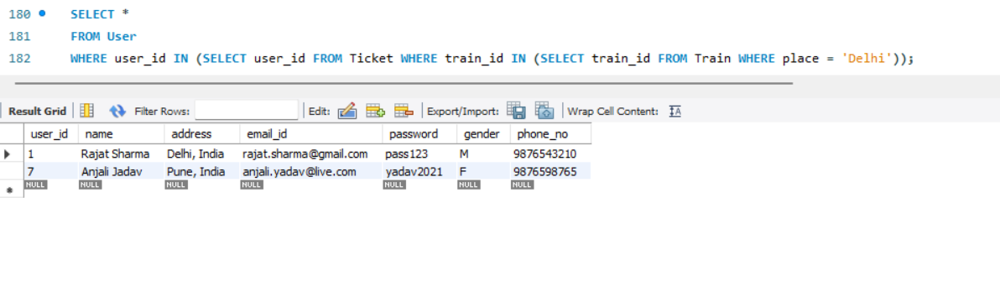 180 SELECT *
181 FROM User
182 WHERE user_id IN (SELECT user_id FROM Ticket WHERE train_id IN (SELECT train_id FROM Train WHERE place = 'Delhi'));
Result Grid Filter Rows: Edit: Export/Import: Wrap Cell Content: IA
user_id name address email_id password gender phone_no
1 Rajat Sharma Delhi, India rajat.sharma@gmail.com pass123 M 9876543210
7 Anjali Jadav Pune, India anjali.yadav@live.com yadav2021 F 9876598765
NULL NULL NULL NULL NULL NULL NULL